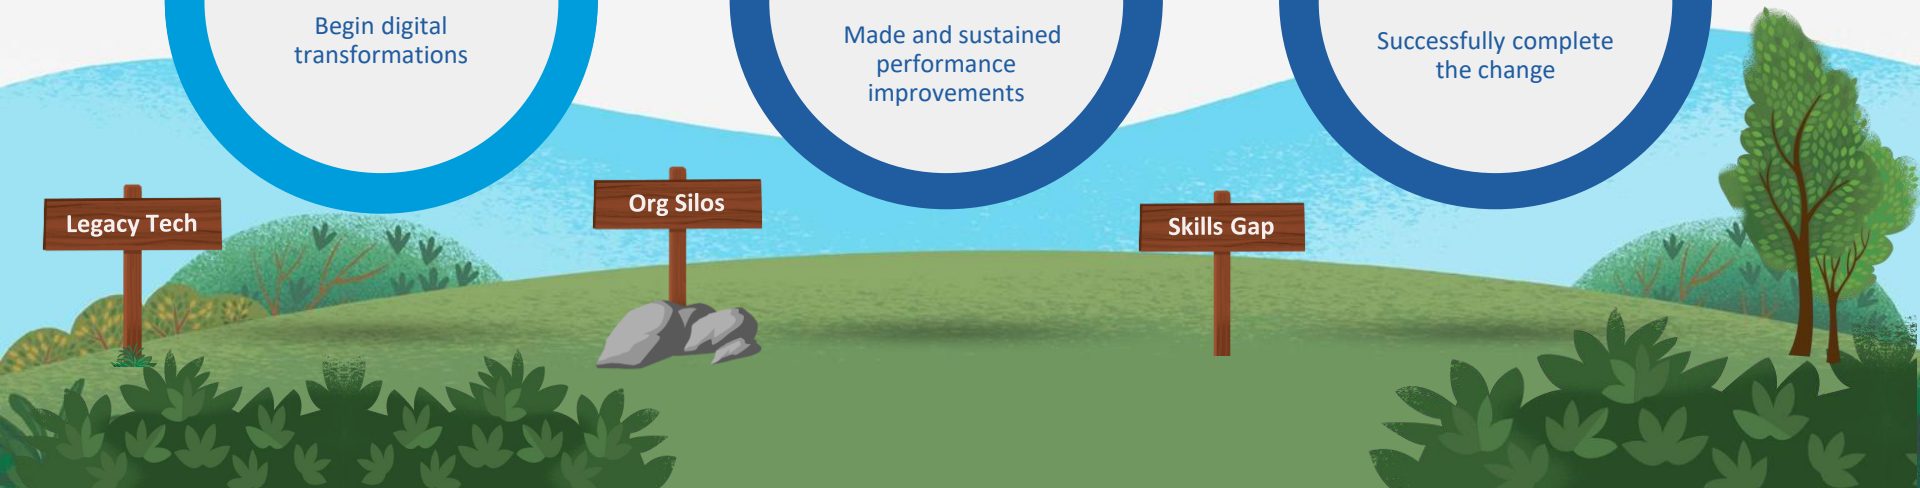 Begin digital
transformations
Made and sustained
performance
improvements
Successfully complete
the change
Legacy Tech
Org Silos
Skills Gap